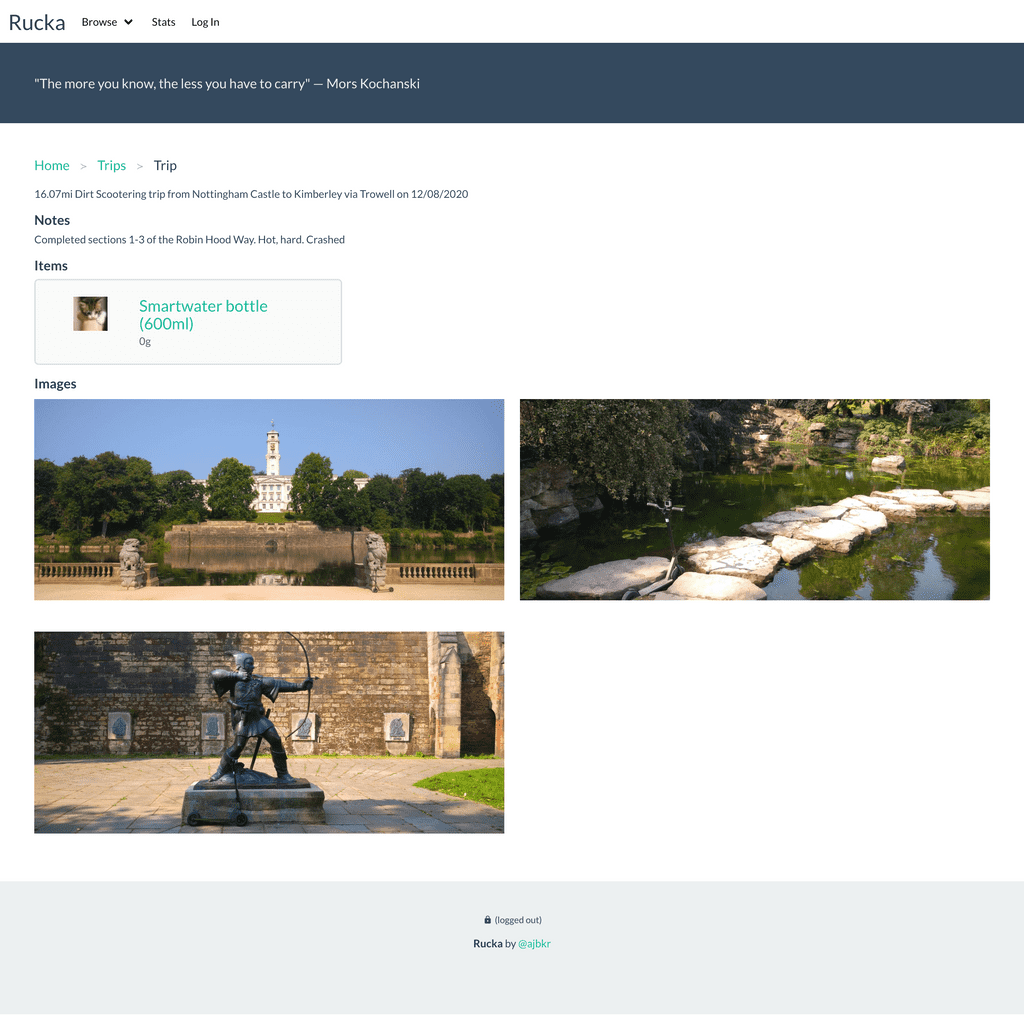 Rucka Browse Stats Log In
"The more you know, the less you have to carry" — Mors Kochanski
Home > Trips > Trip
16.07mi Dirt Scootering trip from Nottingham Castle to Kimberley via Trowell on 12/08/2020
Notes
Completed sections 1-3 of the Robin Hood Way. Hot, hard. Crashed
Items
Smartwater bottle
(600ml)
0g
Images
(logged out)
Rucka by @ajbkr